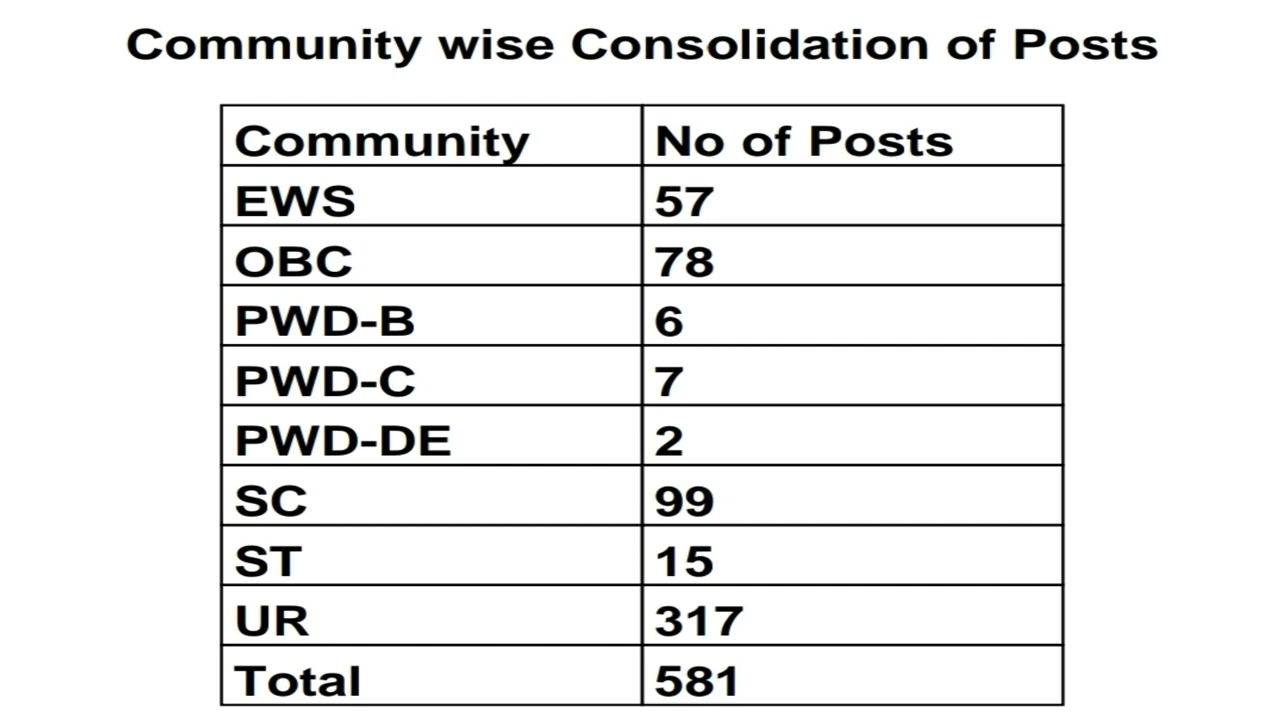 Community wise Consolidation of Posts
Community No of Posts
EWS 57
OBC 78
PWD-B 6
PWD-C 7
PWD-DE 2
SC 99
ST 15
UR 317
Total 581